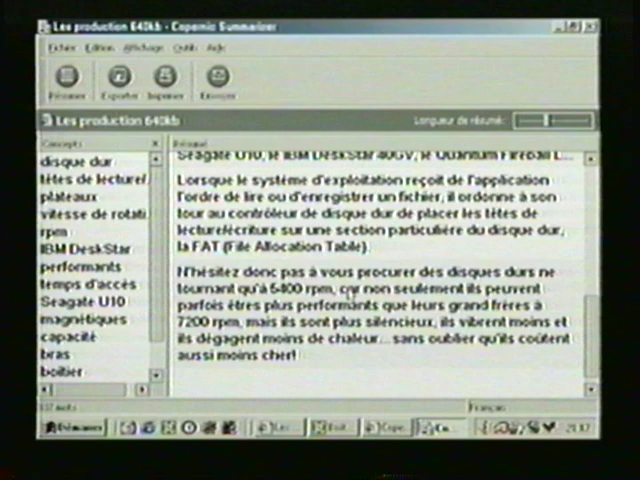 Les production 640kb - Copernic Summarizer
Fichier Edition Affichage Outils Aide
Résumer Exporter Imprimer Envoyer
Les production 640kb
Longueur de résumé:
Concepts
Résumé
disque dur
têtes de lecture/
plateaux
vitesse de rotati
rpm
IBM DeskStar
performants
temps d'accès
Seagate U10
magnétiques
capacité
bras
boîtier
Seagate U10, le IBM DeskStar 40GV, le Quantum Fireball L...
Lorsque le système d'exploitation reçoit de l'application
l'ordre de lire ou d'enregistrer un fichier, il ordonne à son
tour au contrôleur de disque dur de placer les têtes de
lecture/écriture sur une section particulière du disque dur,
la FAT (File Allocation Table).
N'hésitez donc pas à vous procurer des disques durs ne
tournant qu'à 5400 rpm, car non seulement ils peuvent
parfois êtres plus performants que leurs grand frères à
7200 rpm, mais ils sont plus silencieux, ils vibrent moins et
ils dégagent moins de chaleur... sans oublier qu'ils coûtent
aussi moins cher!
mots
Français
Démarrer